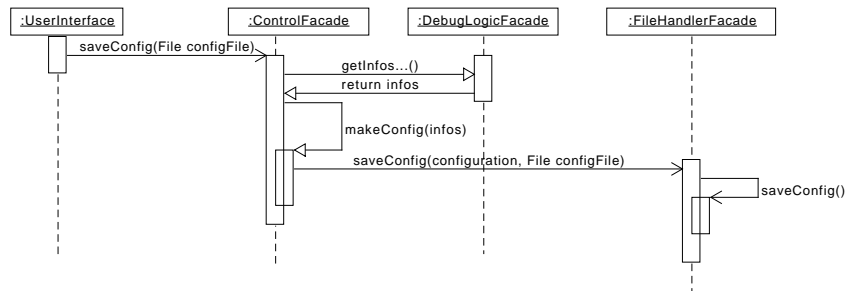 :UserInterface
:ControlFacade
:DebugLogicFacade
:FileHandlerFacade
saveConfig(File configFile)
getInfos...()
return infos
makeConfig(infos)
saveConfig(configuration, File configFile)
saveConfig()